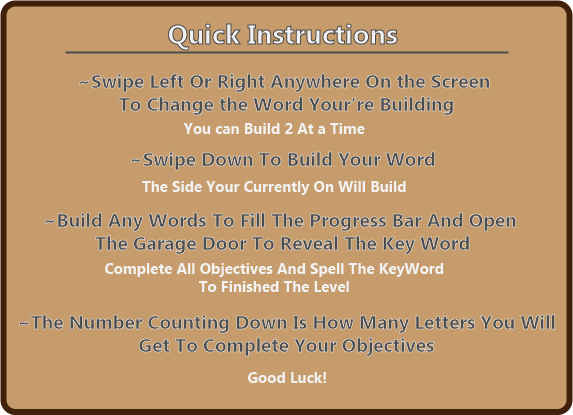 Quick Instructions
~Swipe Left Or Right Anywhere On the Screen
To Change the Word Your're Building
You can Build 2 At a Time
~Swipe Down To Build Your Word
The Side Your Currently On Will Build
~Build Any Words To Fill The Progress Bar And Open
The Garage Door To Reveal The Key Word
Complete All Objectives And Spell The KeyWord
To Finished The Level
~The Number Counting Down Is How Many Letters You Will
Get To Complete Your Objectives
Good Luck!